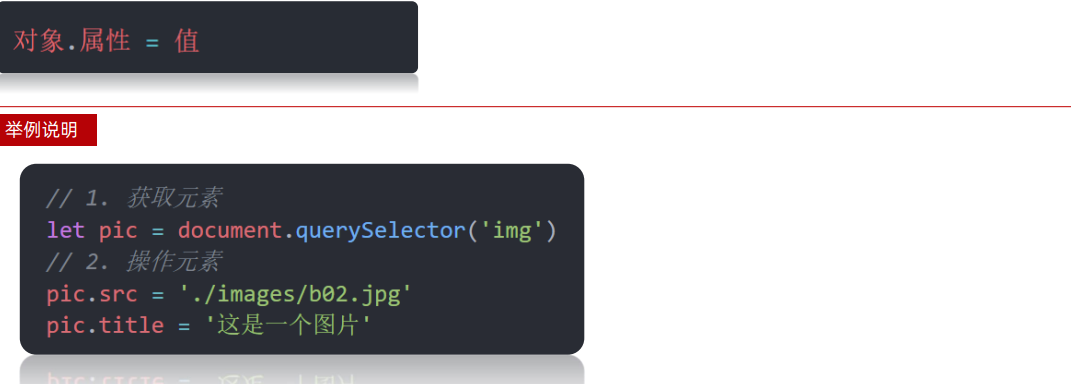 对象.属性 = 值
举例说明
// 1. 获取元素
let pic = document.querySelector('img')
// 2. 操作元素
pic.src = './images/b02.jpg'
pic.title = '这是一个图片'